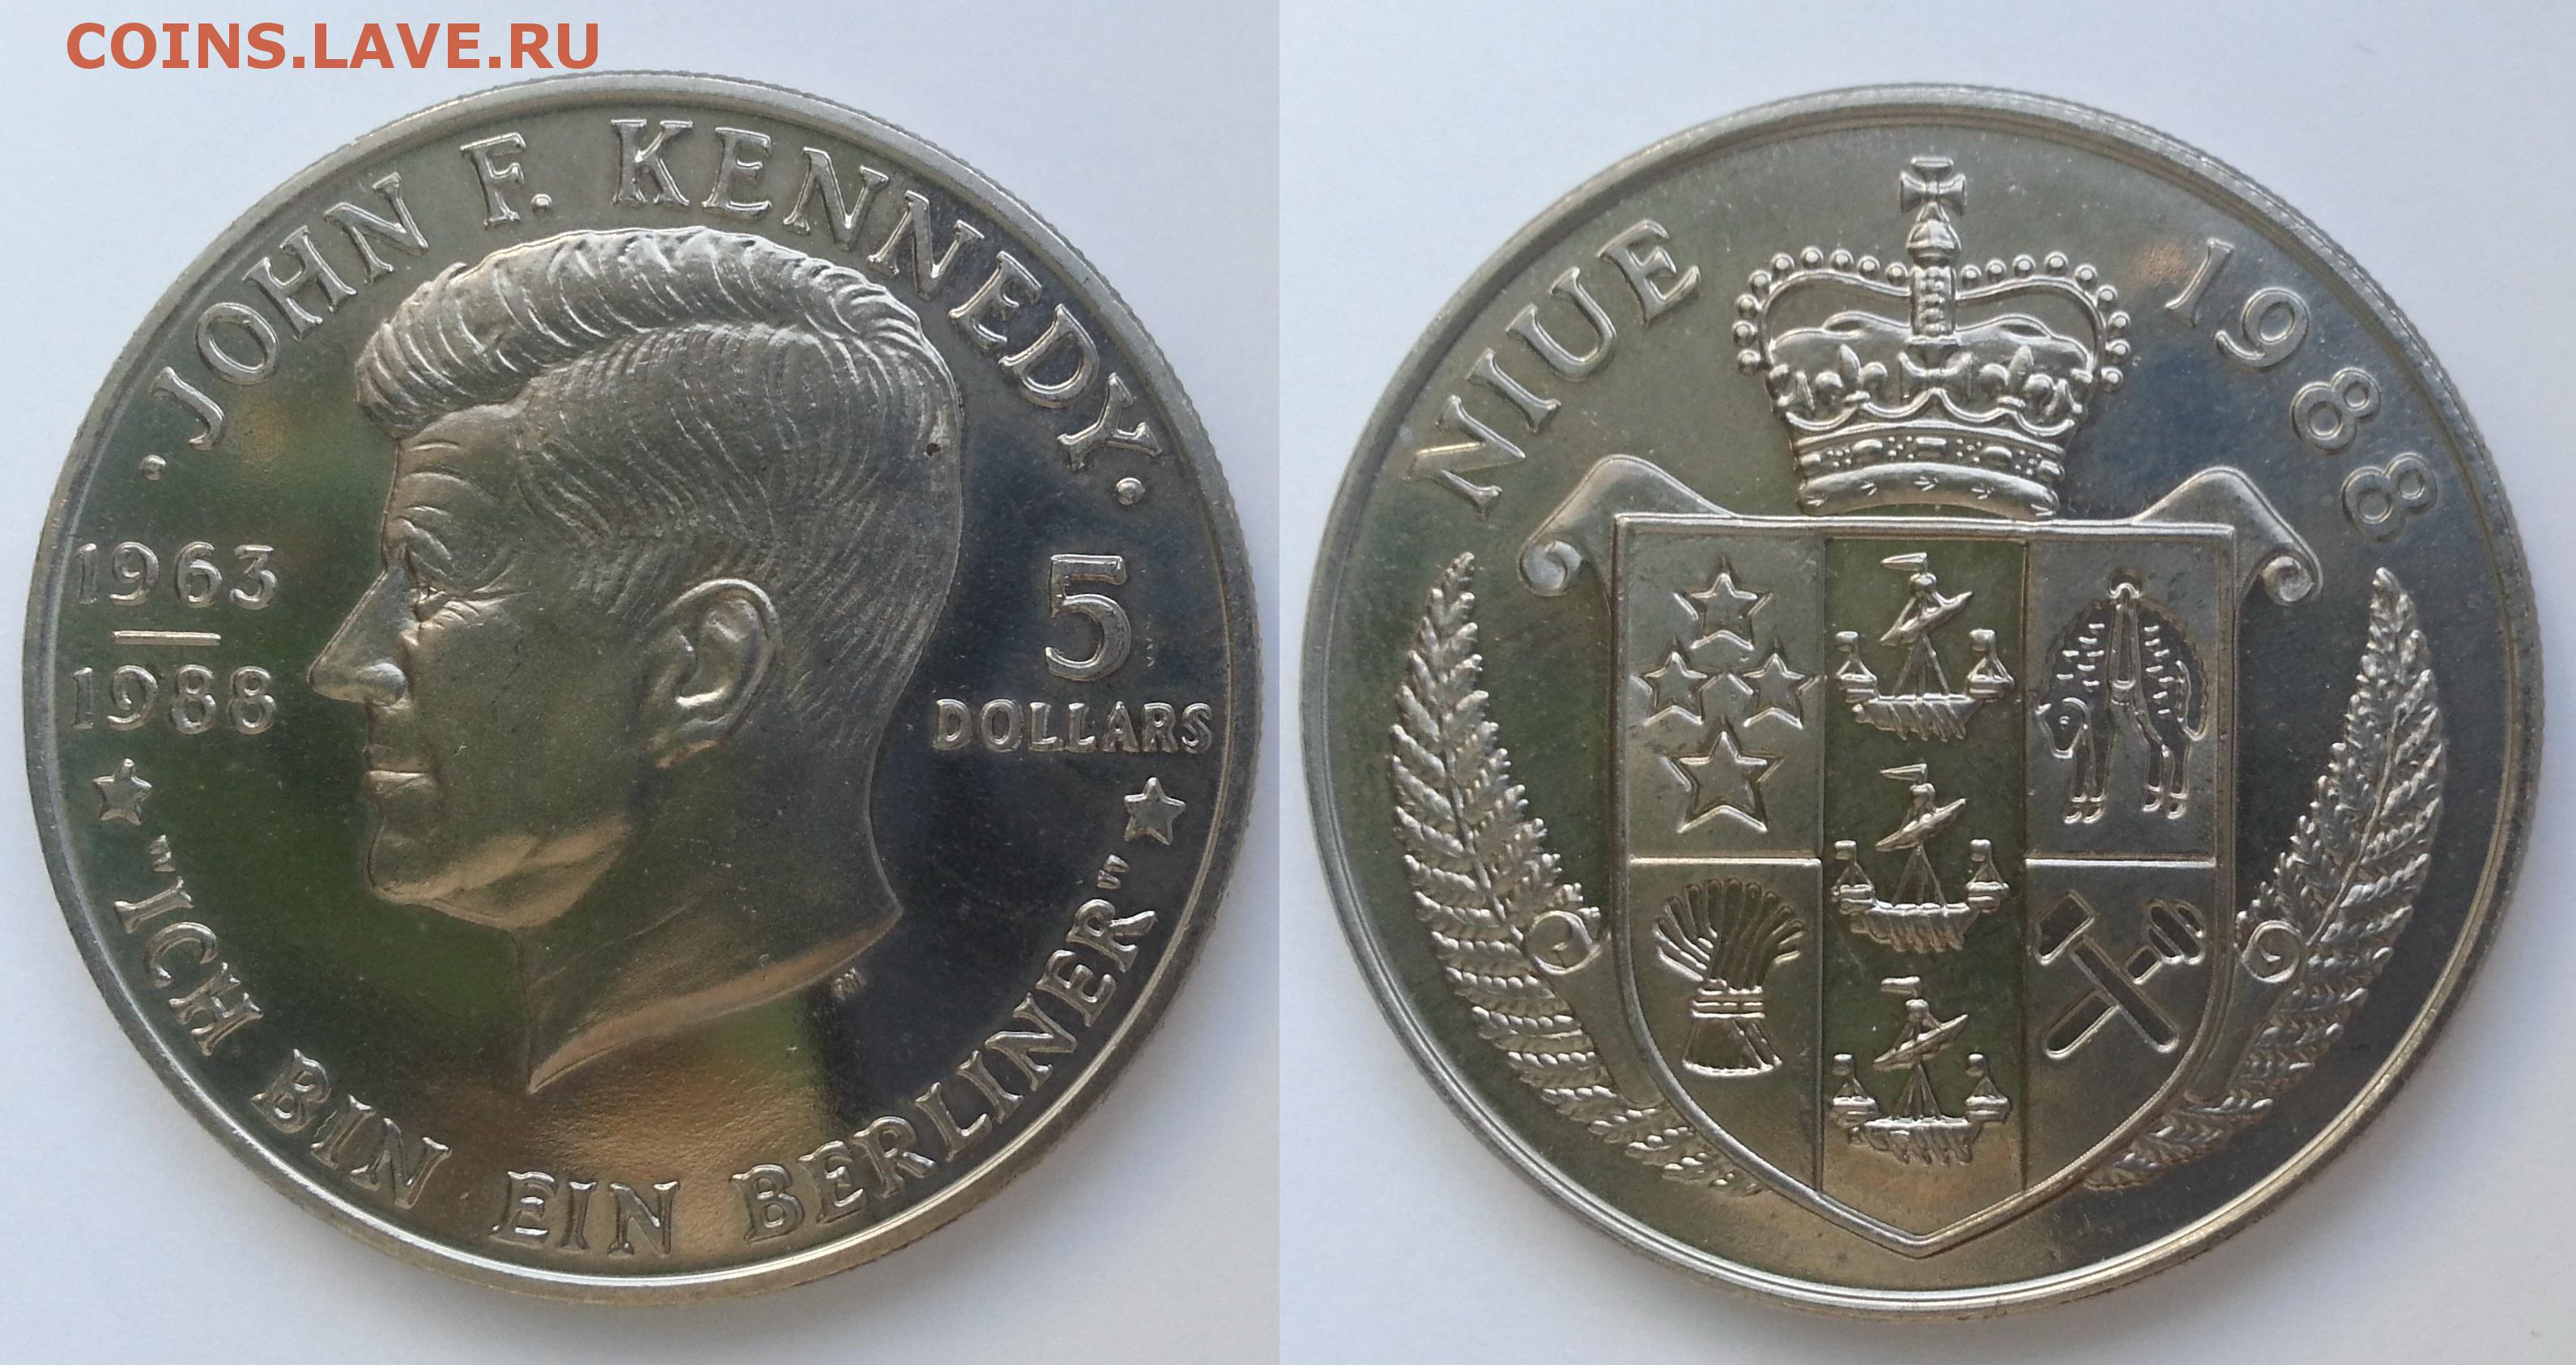 COINS.LAVE.RU
· JOHN F. KENNEDY ·
1963
1988
5
DOLLARS
"ICH BIN EIN BERLINER"
NIUE 1988